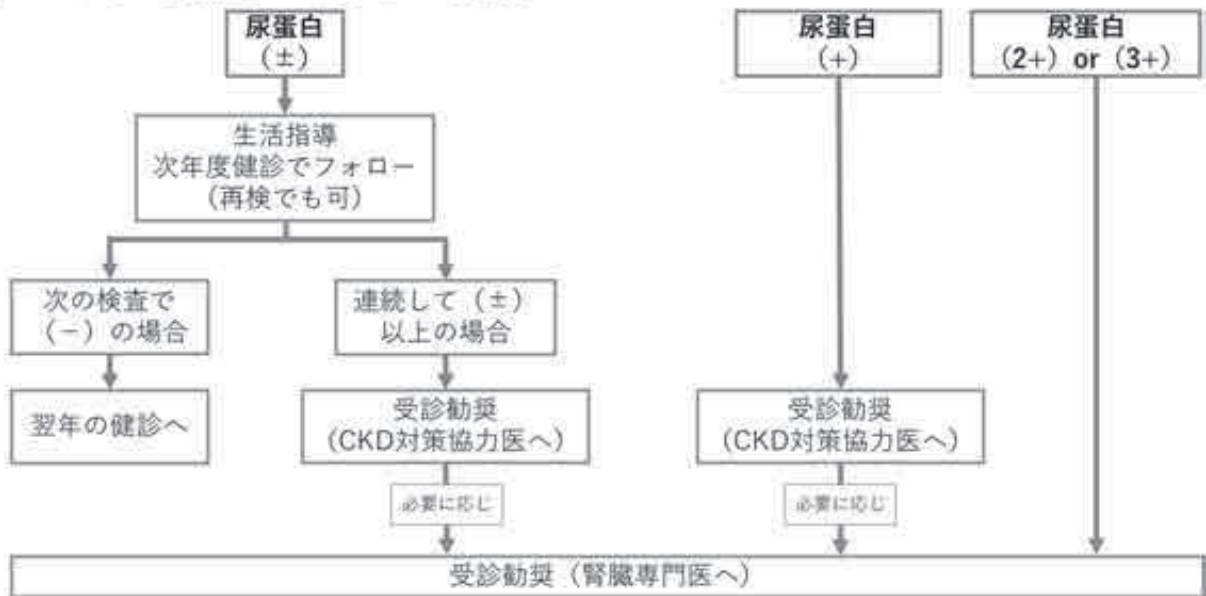 尿蛋白
（±）
尿蛋白
（+）
尿蛋白
（2+）or（3+）
生活指導
次年度健診でフォロー
（再検でも可）
次の検査で
（−）の場合
連続して（±）
以上の場合
翌年の健診へ
受診勧奨
（CKD対策協力医へ）
受診勧奨
（CKD対策協力医へ）
必要に応じ
必要に応じ
受診勧奨（腎臓専門医へ）